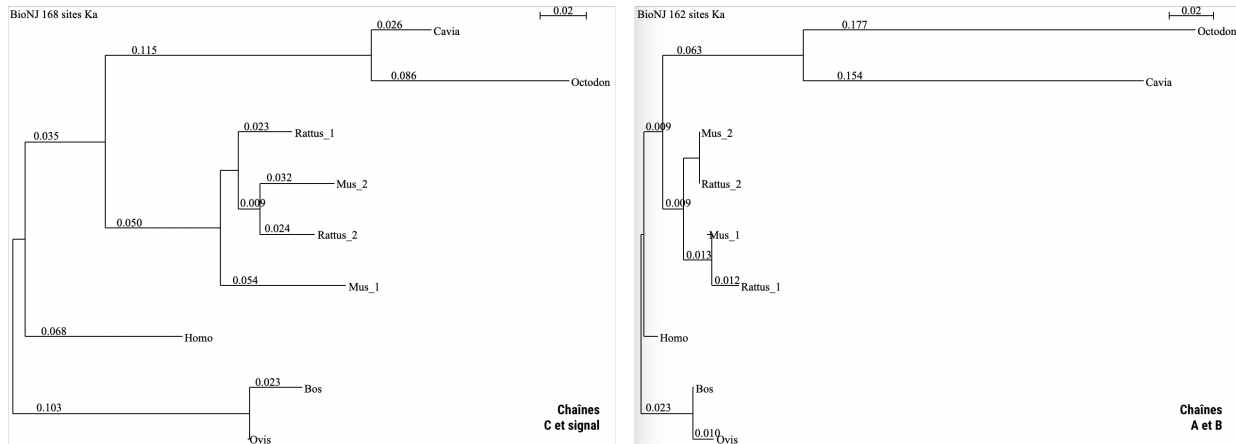 BioNJ 168 sites Ka
0.02
0.026
Cavia
0.115
0.086
Octodon
0.023
Rattus_1
0.035
0.032
Mus_2
0.009
0.050
0.024
Rattus_2
0.054
Mus_1
0.068
Homo
0.023
Bos
0.103
Ovis
Chaînes
C et signal
BioNJ 162 sites Ka
0.02
0.177
Octodon
0.063
0.154
Cavia
0.009
Mus_2
Rattus_2
0.009
Mus_1
0.013
0.012
Rattus_1
Homo
Bos
0.023
0.010
Ovis
Chaînes
A et B